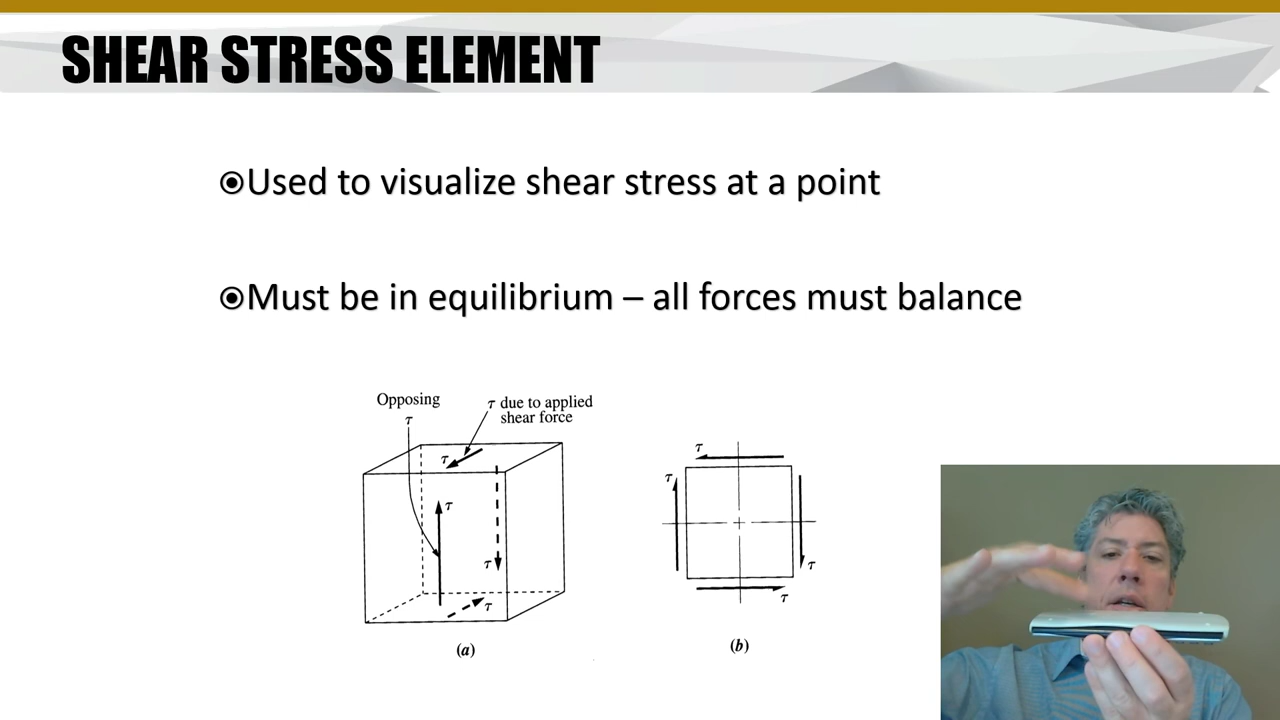 SHEAR STRESS ELEMENT
Used to visualize shear stress at a point
Must be in equilibrium – all forces must balance
Opposing
τ
τ due to applied
shear force
τ
τ
τ
τ
(a)
τ
τ
τ
τ
(b)